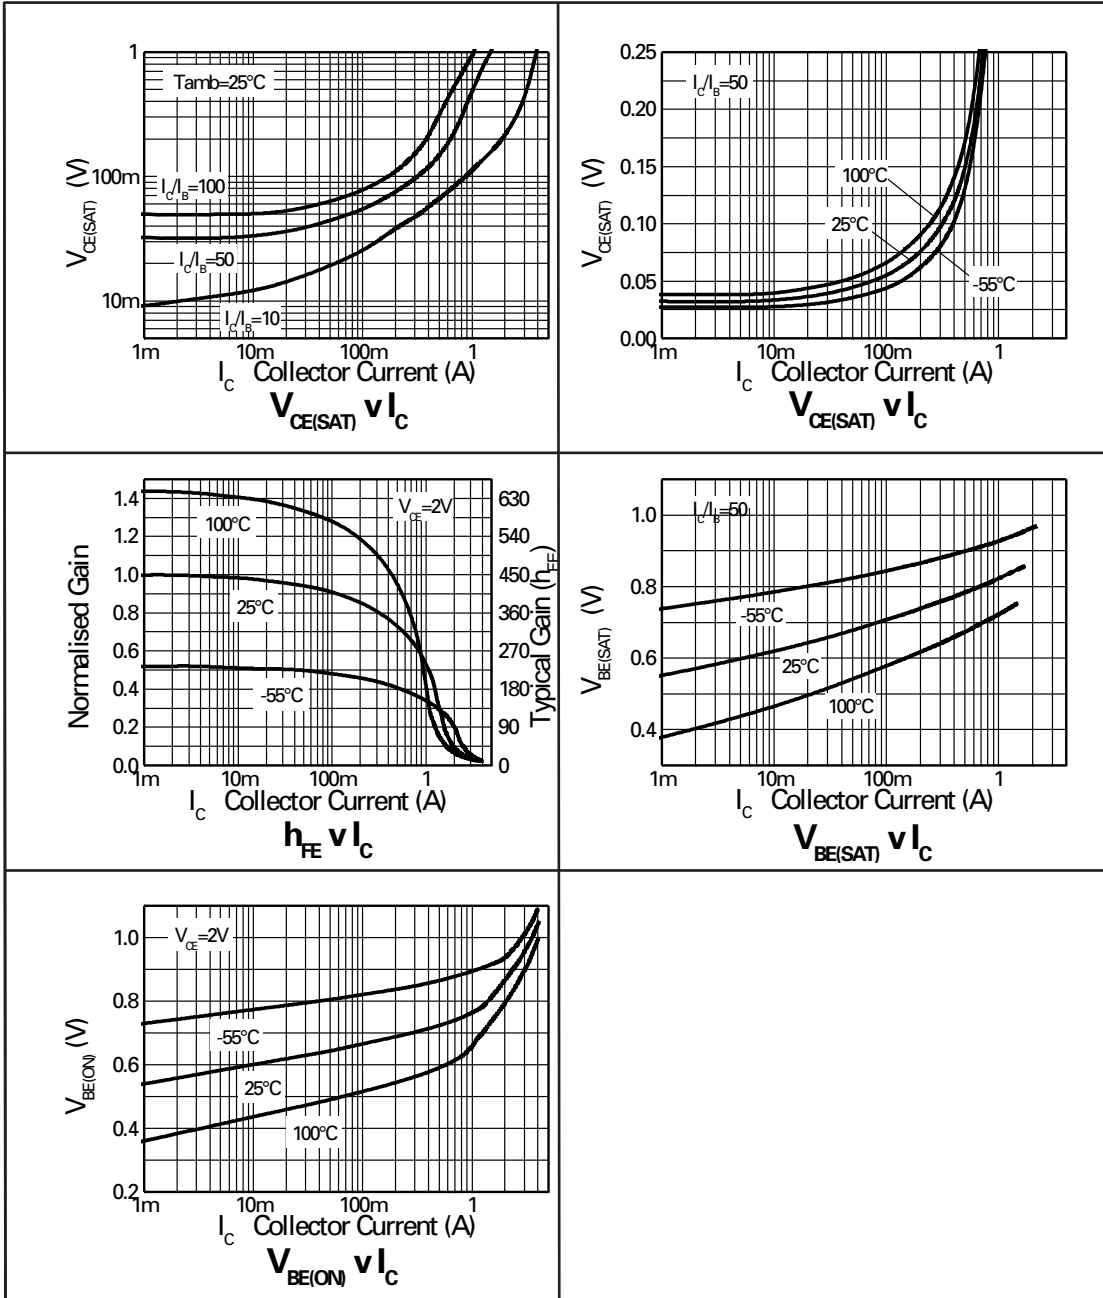 1
100m
10m
V_CE(SAT) (V)
Tamb=25°C
I_C/I_B=100
I_C/I_B=50
I_C/I_B=10
1m 10m 100m 1
I_C Collector Current (A)
V_CE(SAT) v I_C
0.25
0.20
0.15
0.10
0.05
0.00
V_CE(SAT) (V)
I_C/I_B=50
100°C
25°C
-55°C
1m 10m 100m 1
I_C Collector Current (A)
V_CE(SAT) v I_C
1.4
1.2
1.0
0.8
0.6
0.4
0.2
0.0
Normalised Gain
V_CE=2V
100°C
25°C
-55°C
630
540
450
360
270
180
90
0
Typical Gain (h_FE)
1m 10m 100m 1
I_C Collector Current (A)
h_FE v I_C
1.0
0.8
0.6
0.4
V_BE(SAT) (V)
I_C/I_B=50
-55°C
25°C
100°C
1m 10m 100m 1
I_C Collector Current (A)
V_BE(SAT) v I_C
1.0
0.8
0.6
0.4
0.2
V_BE(ON) (V)
V_CE=2V
-55°C
25°C
100°C
1m 10m 100m 1
I_C Collector Current (A)
V_BE(ON) v I_C